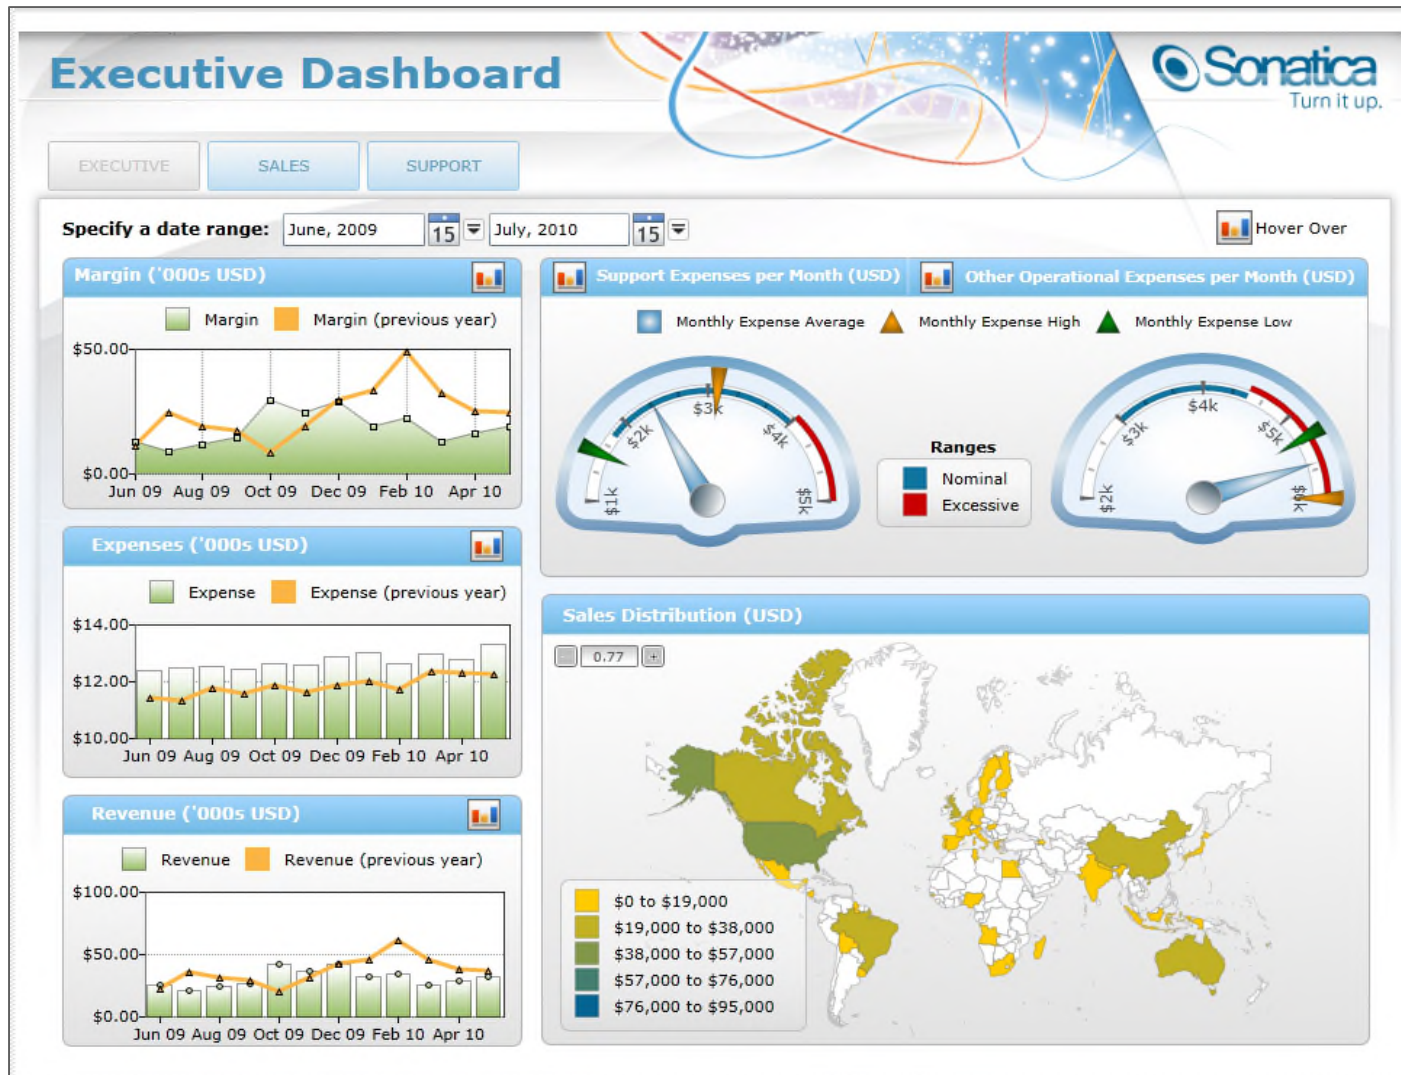 Executive Dashboard
Sonatica
Turn it up.
EXECUTIVE
SALES
SUPPORT
Specify a date range:
June, 2009
15
July, 2010
15
Hover Over
Margin ('000s USD)
Margin
Margin (previous year)
$50.00
$0.00
Jun 09 Aug 09 Oct 09 Dec 09 Feb 10 Apr 10
Expenses ('000s USD)
Expense
Expense (previous year)
$14.00
$12.00
$10.00
Jun 09 Aug 09 Oct 09 Dec 09 Feb 10 Apr 10
Revenue ('000s USD)
Revenue
Revenue (previous year)
$100.00
$50.00
$0.00
Jun 09 Aug 09 Oct 09 Dec 09 Feb 10 Apr 10
Support Expenses per Month (USD)
Other Operational Expenses per Month (USD)
Monthly Expense Average
Monthly Expense High
Monthly Expense Low
$1k
$2k
$3k
$4k
$5k
Ranges
Nominal
Excessive
$2k
$3k
$4k
$5k
$6k
Sales Distribution (USD)
- 0.77 +
$0 to $19,000
$19,000 to $38,000
$38,000 to $57,000
$57,000 to $76,000
$76,000 to $95,000